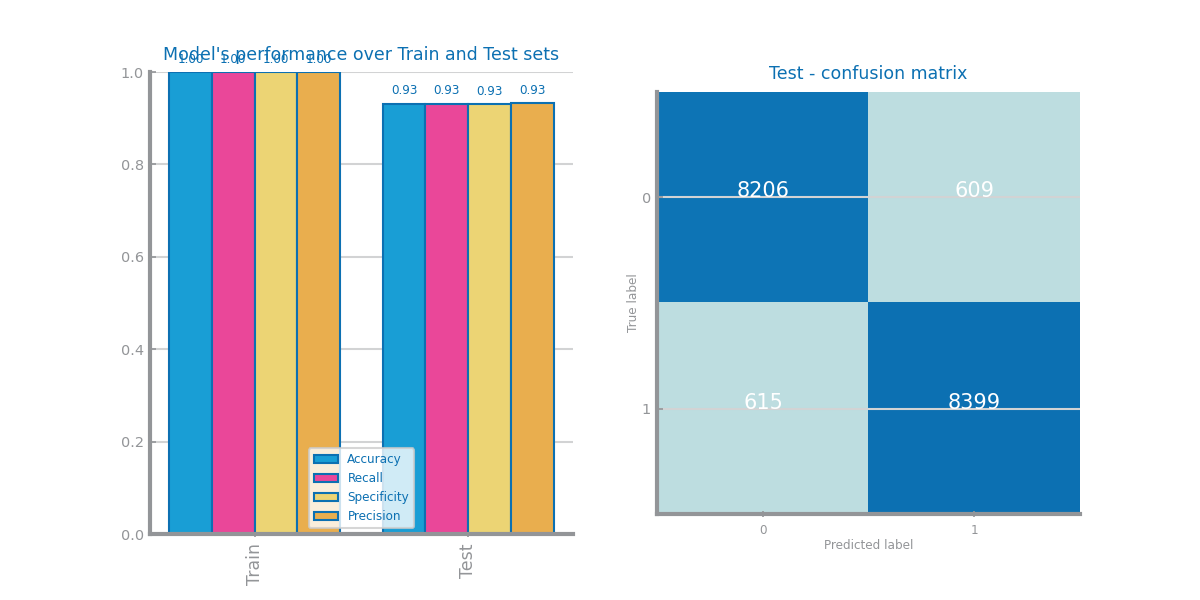 Model's performance over Train and Test sets
1.00 1.00 1.00 1.00
0.93 0.93 0.93 0.93
1.0
0.8
0.6
0.4
0.2
0.0
Accuracy
Recall
Specificity
Precision
Train Test
Test - confusion matrix
True label
0 8206 609
1 615 8399
0 1
Predicted label